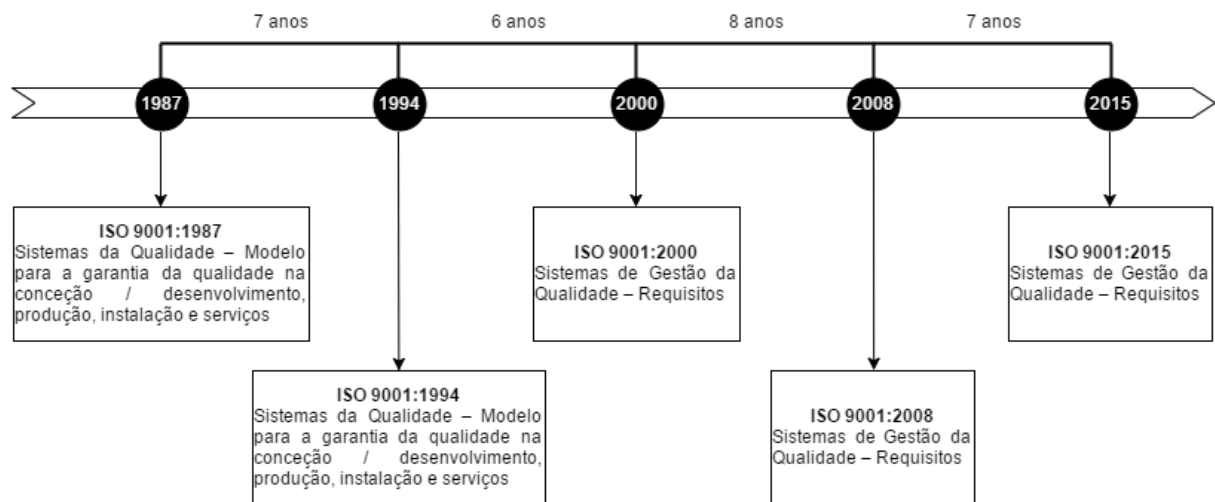 7 anos
6 anos
8 anos
7 anos
1987
1994
2000
2008
2015
ISO 9001:1987
Sistemas da Qualidade – Modelo
para a garantia da qualidade na
conceção / desenvolvimento,
produção, instalação e serviços
ISO 9001:2000
Sistemas de Gestão da
Qualidade – Requisitos
ISO 9001:2015
Sistemas de Gestão da
Qualidade – Requisitos
ISO 9001:1994
Sistemas da Qualidade – Modelo
para a garantia da qualidade na
conceção / desenvolvimento,
produção, instalação e serviços
ISO 9001:2008
Sistemas de Gestão da
Qualidade – Requisitos